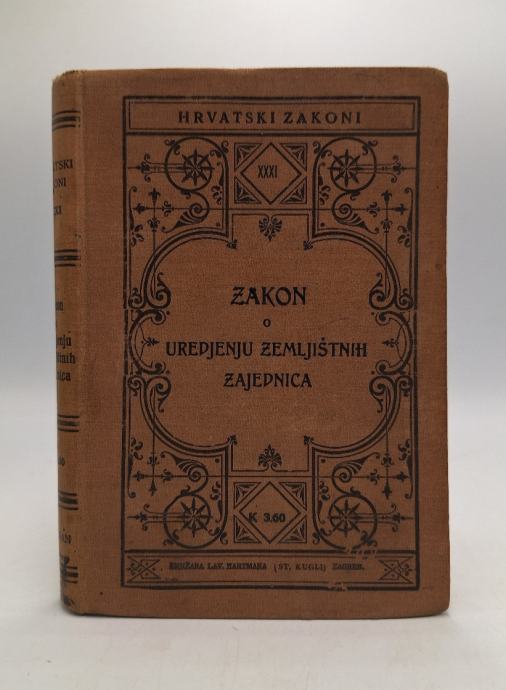 HRVATSKI ZAKONI
XXXI
ZAKON
O
UREDJENJU ZEMLJIŠTNIH
ZAJEDNICA
K 3.60
KNJIŽARA LAV. HARTMANA (ST. KUGLI) ZAGREB.